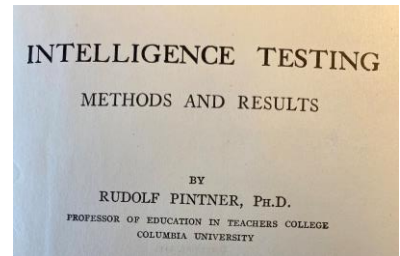 INTELLIGENCE TESTING
METHODS AND RESULTS
BY
RUDOLF PINTNER, PH.D.
PROFESSOR OF EDUCATION IN TEACHERS COLLEGE
COLUMBIA UNIVERSITY